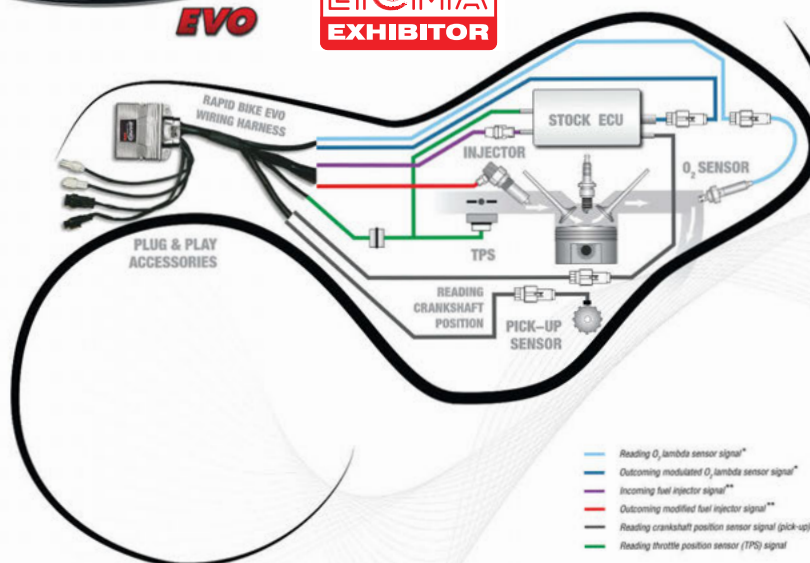 EVO
EICMA
EXHIBITOR
RAPID BIKE EVO
WIRING HARNESS
STOCK ECU
INJECTOR
O₂ SENSOR
TPS
PLUG & PLAY
ACCESSORIES
READING
CRANKSHAFT
POSITION
PICK-UP
SENSOR
Reading O₂ lambda sensor signal*
Outcoming modulated O₂ lambda sensor signal*
Incoming fuel injector signal**
Outcoming modified fuel injector signal**
Reading crankshaft position sensor signal (pick-up)
Reading throttle position sensor (TPS) signal